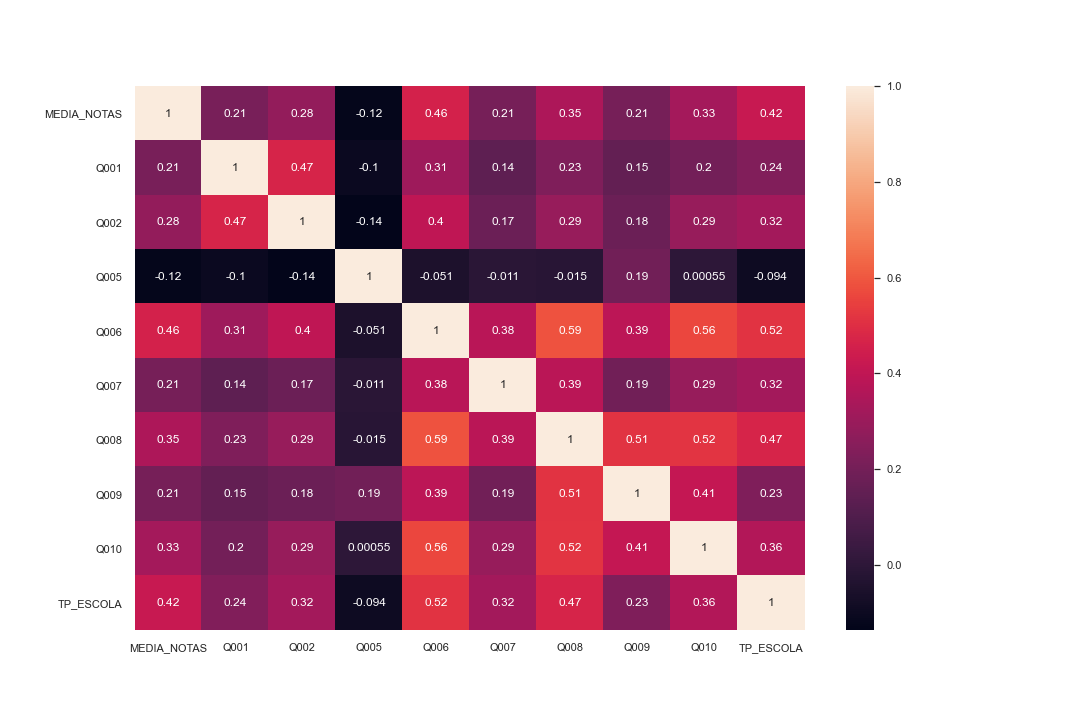 MEDIA_NOTAS 1 0.21 0.28 -0.12 0.46 0.21 0.35 0.21 0.33 0.42
Q001 0.21 1 0.47 -0.1 0.31 0.14 0.23 0.15 0.2 0.24
Q002 0.28 0.47 1 -0.14 0.4 0.17 0.29 0.18 0.29 0.32
Q005 -0.12 -0.1 -0.14 1 -0.051 -0.011 -0.015 0.19 0.00055 -0.094
Q006 0.46 0.31 0.4 -0.051 1 0.38 0.59 0.39 0.56 0.52
Q007 0.21 0.14 0.17 -0.011 0.38 1 0.39 0.19 0.29 0.32
Q008 0.35 0.23 0.29 -0.015 0.59 0.39 1 0.51 0.52 0.47
Q009 0.21 0.15 0.18 0.19 0.39 0.19 0.51 1 0.41 0.23
Q010 0.33 0.2 0.29 0.00055 0.56 0.29 0.52 0.41 1 0.36
TP_ESCOLA 0.42 0.24 0.32 -0.094 0.52 0.32 0.47 0.23 0.36 1
MEDIA_NOTAS Q001 Q002 Q005 Q006 Q007 Q008 Q009 Q010 TP_ESCOLA
1.0
0.8
0.6
0.4
0.2
0.0